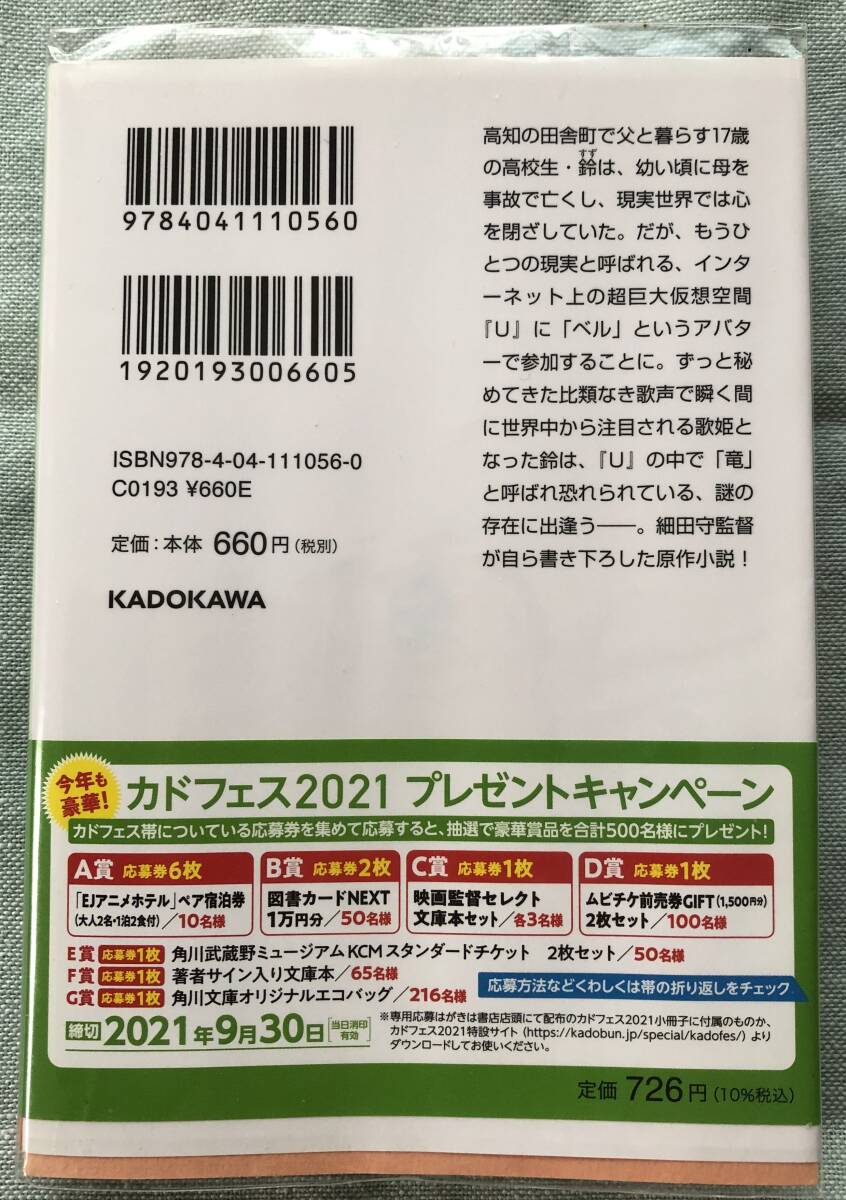 9784041110560
1920193006605
ISBN978-4-04-111056-0
C0193 ¥660E
定価：本体 660円（税別）
KADOKAWA
高知の田舎町で父と暮らす17歳
の高校生・鈴は、幼い頃に母を
すず
事故で亡くし、現実世界では心
を閉ざしていた。だが、もうひ
とつの現実と呼ばれる、インタ
ーネット上の超巨大仮想空間
『U』に「ベル」というアバタ
ーで参加することに。ずっと秘
めてきた比類なき歌声で瞬く間
に世界中から注目される歌姫と
なった鈴は、『U』の中で「竜」
と呼ばれ恐れられている、謎の
存在に出逢う――。細田守監督
が自ら書き下ろした原作小説！
今年も
豪華！
カドフェス2021 プレゼントキャンペーン
カドフェス帯についている応募券を集めて応募すると、抽選で豪華賞品を合計500名様にプレゼント！
A賞 応募券6枚
「EJアニメホテル」ペア宿泊券
（大人2名・1泊2食付）／10名様
B賞 応募券2枚
図書カードNEXT
1万円分／50名様
C賞 応募券1枚
映画監督セレクト
文庫本セット／各3名様
D賞 応募券1枚
ムビチケ前売券GIFT（1,500円分）
2枚セット／100名様
E賞 応募券1枚 角川武蔵野ミュージアムKCMスタンダードチケット 2枚セット／50名様
F賞 応募券1枚 著者サイン入り文庫本／65名様
G賞 応募券1枚 角川文庫オリジナルエコバッグ／216名様
応募方法などくわしくは帯の折り返しをチェック
締切 2021年9月30日 [当日消印有効]
※専用応募はがきは書店店頭にて配布のカドフェス2021小冊子に付属のものか、
カドフェス2021特設サイト（https://kadobun.jp/special/kadofes/）より
ダウンロードしてお使いください。
定価 726円（10%税込）